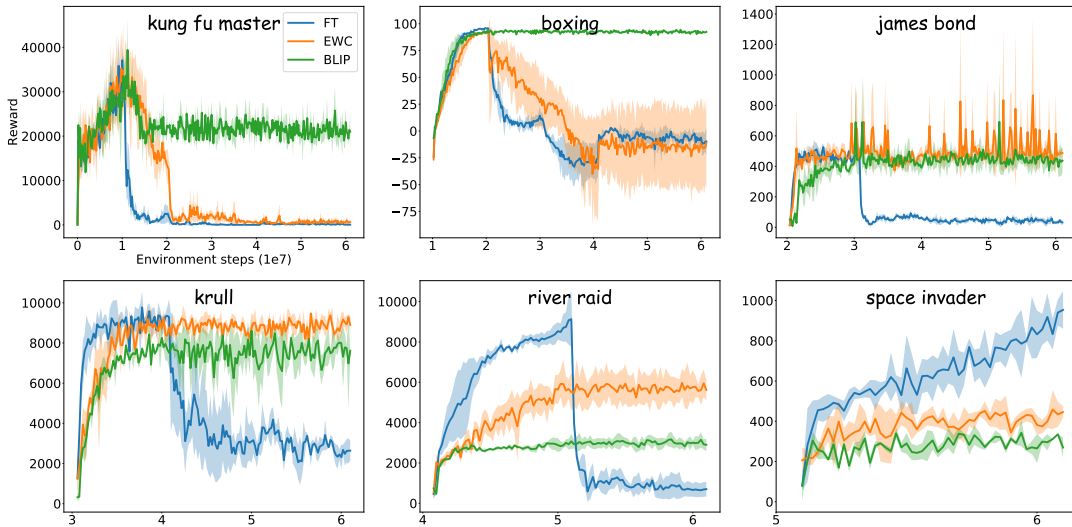 kung fu master
FT
EWC
BLIP
40000
30000
20000
10000
0
Reward
0 1 2 3 4 5 6
Environment steps (1e7)
boxing
100
75
50
25
0
−25
−50
−75
1 2 3 4 5 6
james bond
1400
1200
1000
800
600
400
200
0
2 3 4 5 6
krull
10000
8000
6000
4000
2000
0
3 4 5 6
river raid
10000
8000
6000
4000
2000
0
4 5 6
space invader
1000
800
600
400
200
0
5 6